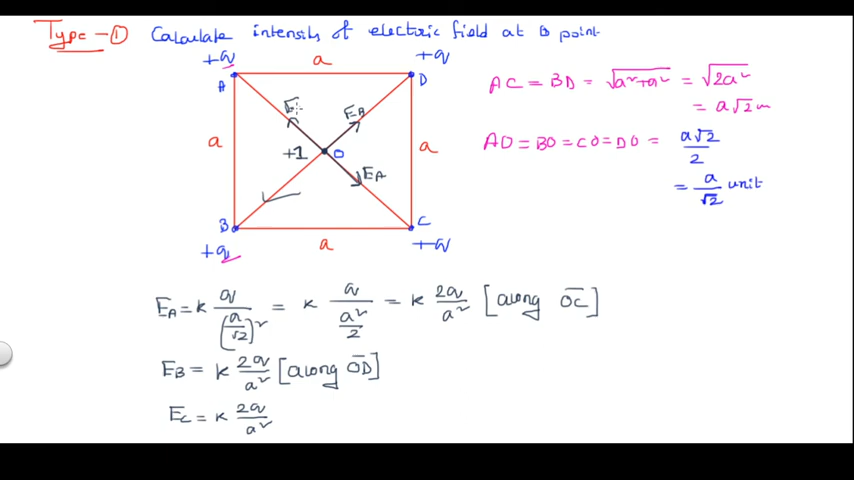 Type-① Calculate intensity of electric field at O point
+q a +q
A D
AC = BD = √a²+a² = √2a²
= a√2 m
E
EA
a +1 O a
AO = BO = CO = DO = a√2/2
= a/√2 unit
EA
B C
+q a +q
EA = K q/(a/√2)² = K q/a²/2 = K 2q/a² [along OC]
EB = K 2q/a² [along OD]
EC = K 2q/a²